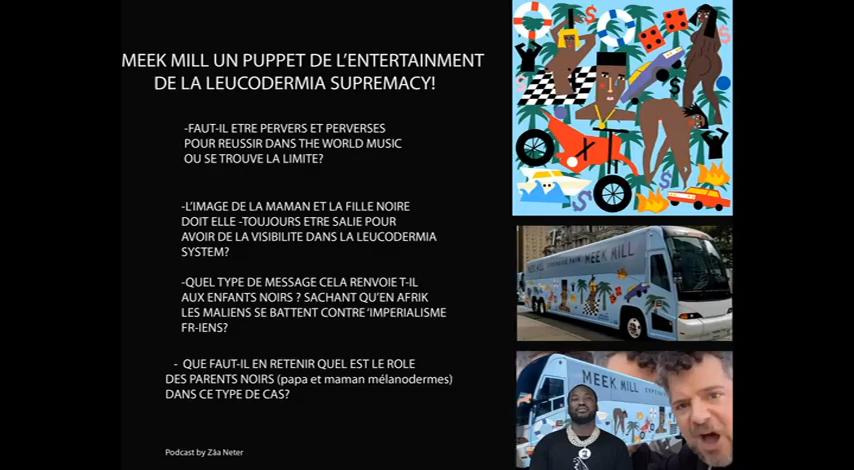 MEEK MILL UN PUPPET DE L'ENTERTAINMENT
DE LA LEUCODERMIA SUPREMACY!
-FAUT-IL ETRE PERVERS ET PERVERSES
POUR REUSSIR DANS THE WORLD MUSIC
OU SE TROUVE LA LIMITE?
-L'IMAGE DE LA MAMAN ET LA FILLE NOIRE
DOIT ELLE -TOUJOURS ETRE SALIE POUR
AVOIR DE LA VISIBILITE DANS LA LEUCODERMIA
SYSTEM?
-QUEL TYPE DE MESSAGE CELA RENVOIE T-IL
AUX ENFANTS NOIRS ? SACHANT QU'EN AFRIK
LES MALIENS SE BATTENT CONTRE'IMPERIALISME
FR-IENS?
- QUE FAUT-IL EN RETENIR QUEL EST LE ROLE
DES PARENTS NOIRS (papa et maman mélanodermes)
DANS CE TYPE DE CAS?
Podcast by Zâa Neter
$
$
$
$
X
MEEK MILL EXPENSIVE PAIN MEEK MILL
MEEK MILL